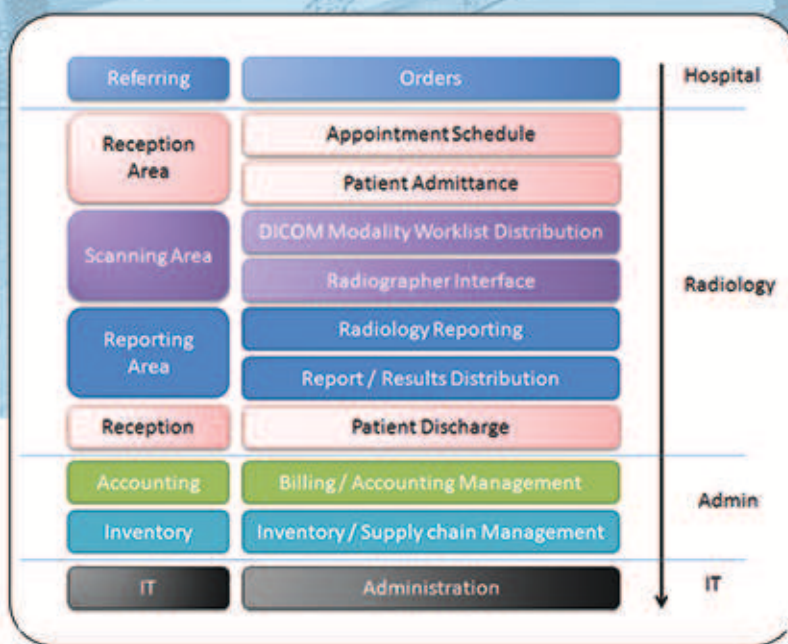 Referring
Orders
Hospital
Reception
Area
Appointment Schedule
Patient Admittance
Scanning Area
DICOM Modality Worklist Distribution
Radiographer Interface
Radiology
Reporting
Area
Radiology Reporting
Report / Results Distribution
Reception
Patient Discharge
Accounting
Billing / Accounting Management
Admin
Inventory
Inventory / Supply chain Management
IT
Administration
IT